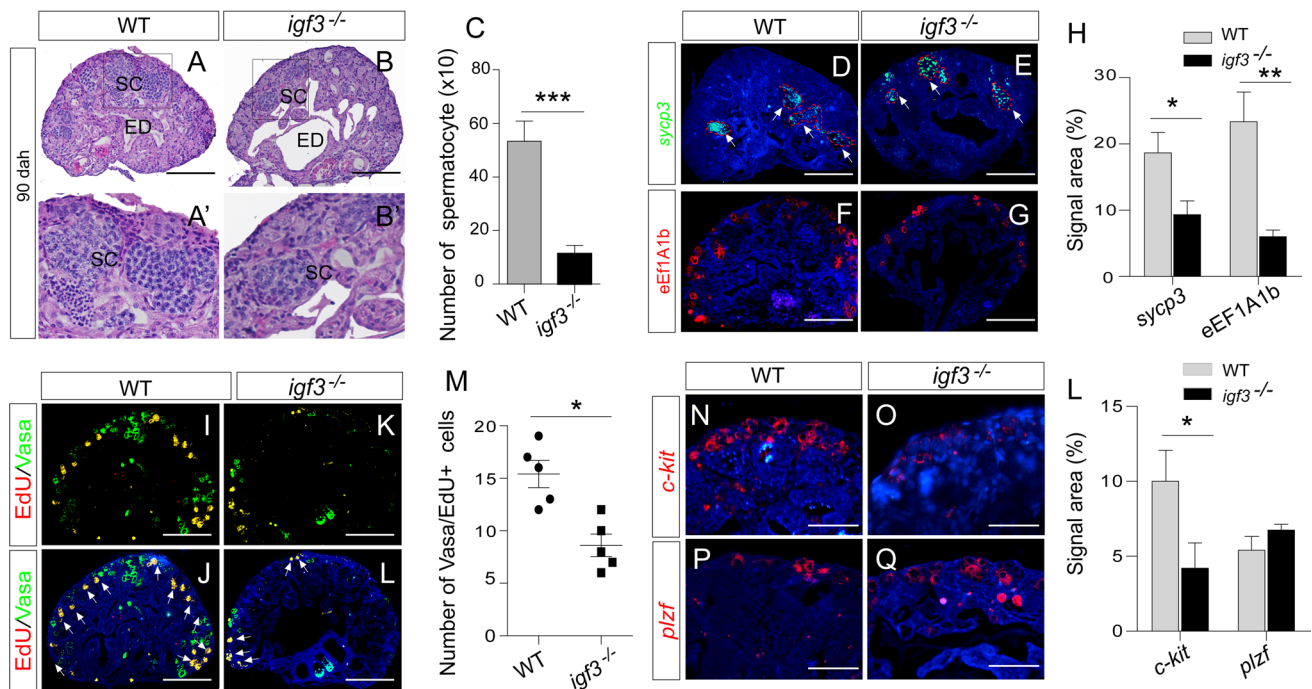 WT
igf3 -/-
90 dah
A
SC
ED
B
SC
ED
A'
SC
B'
SC
C
Number of spermatocyte (x10)
80
60
40
20
0
***
WT
igf3-/-
WT
igf3 -/-
sycp3
D
E
eEf1A1b
F
G
H
WT
igf3-/-
Signal area (%)
30
20
10
0
*
**
sycp3
eEF1A1b
WT
igf3 -/-
EdU/Vasa
I
K
EdU/Vasa
J
L
M
Number of Vasa/EdU+ cells
20
15
10
5
0
*
WT
igf3-/-
WT
igf3-/-
c-kit
N
O
plzf
P
Q
L
WT
igf3-/-
Signal area (%)
15
10
5
0
*
c-kit
plzf